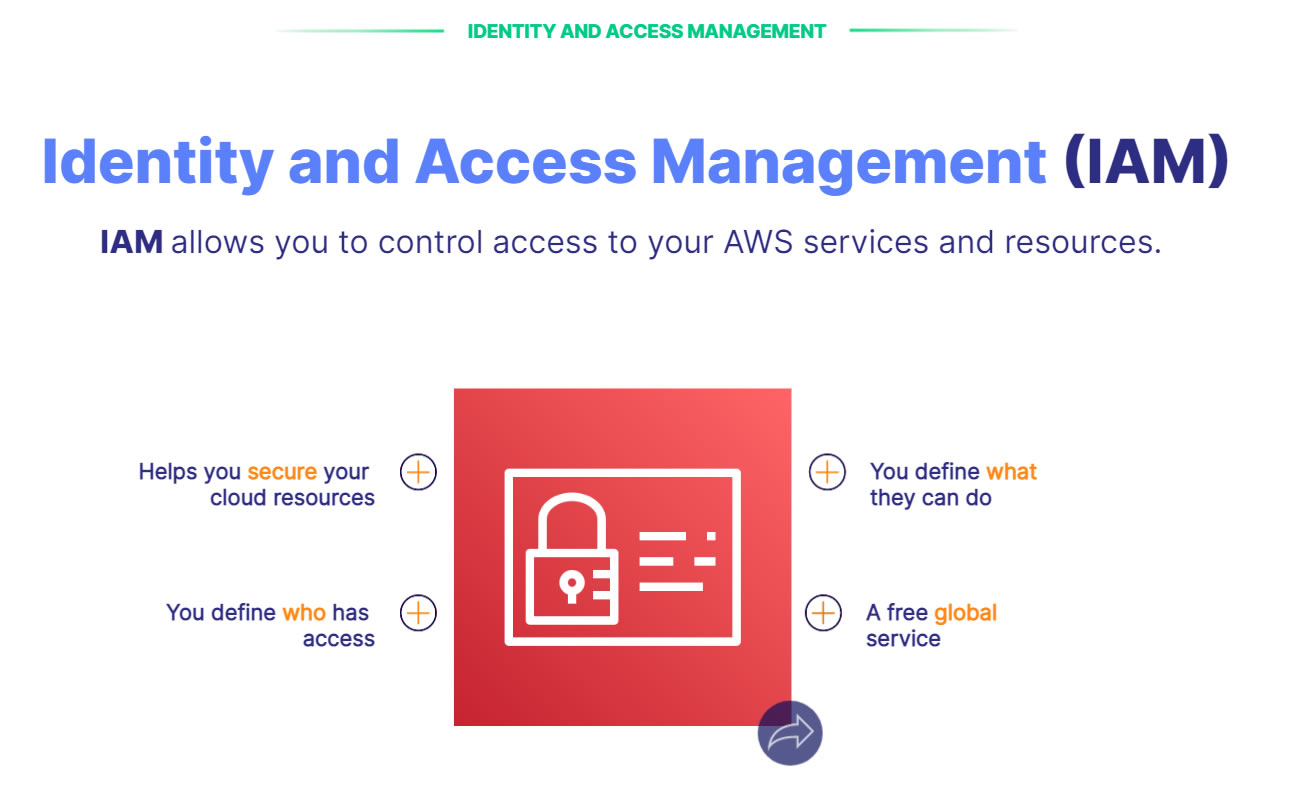 IDENTITY AND ACCESS MANAGEMENT
Identity and Access Management (IAM)
IAM allows you to control access to your AWS services and resources.
Helps you secure your
cloud resources
You define who has
access
You define what
they can do
A free global
service